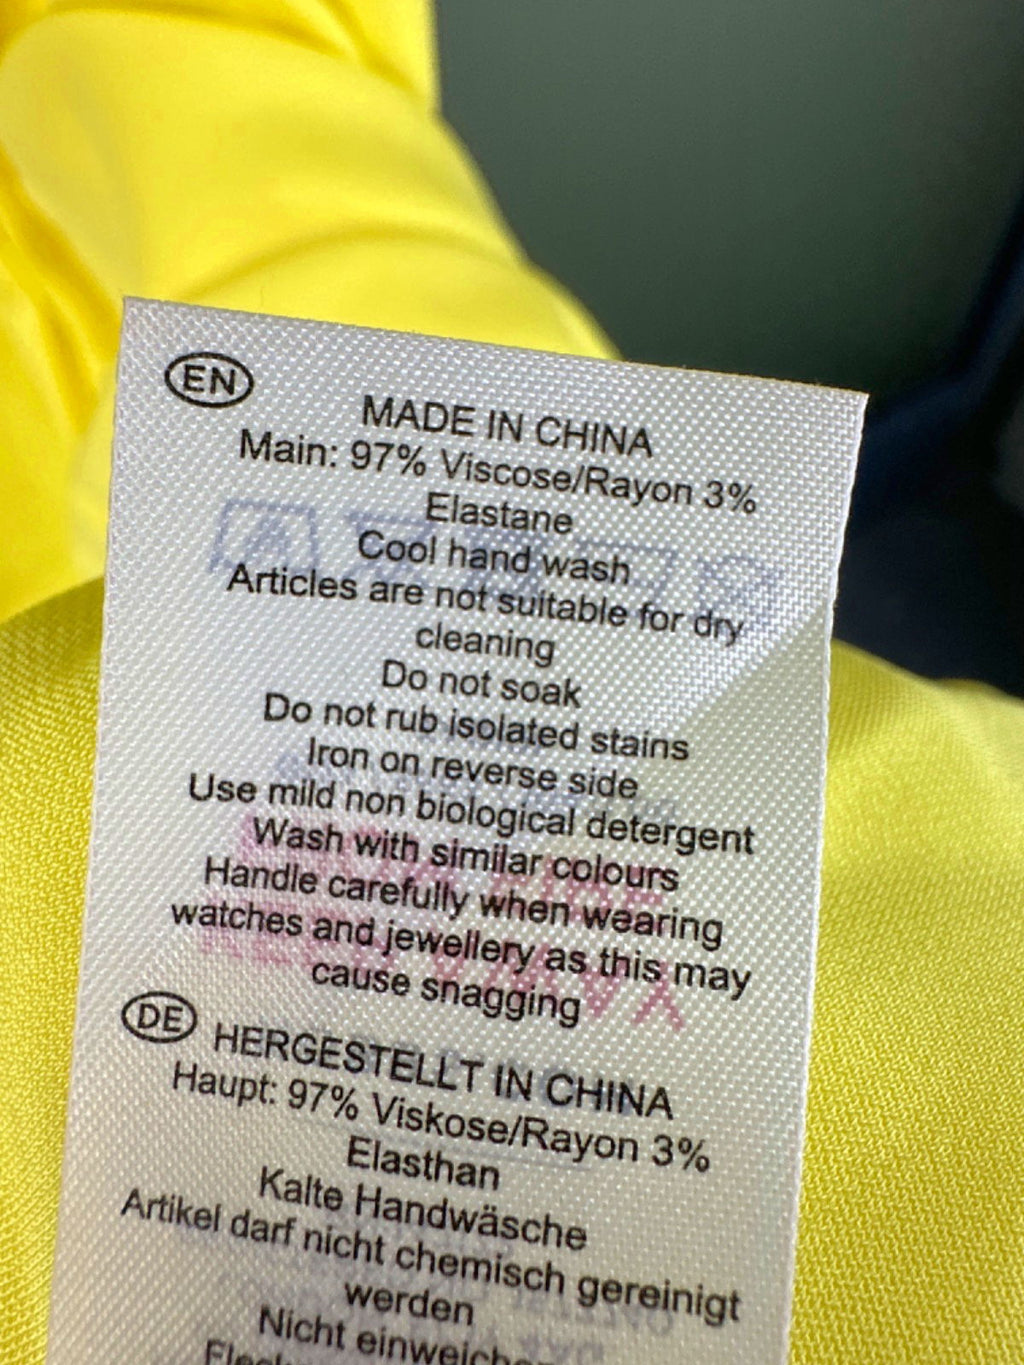 EN
MADE IN CHINA
Main: 97% Viscose/Rayon 3%
Elastane
Cool hand wash
Articles are not suitable for dry
cleaning
Do not soak
Do not rub isolated stains
Iron on reverse side
Use mild non biological detergent
Wash with similar colours
Handle carefully when wearing
watches and jewellery as this may
cause snagging
DE
HERGESTELLT IN CHINA
Haupt: 97% Viskose/Rayon 3%
Elasthan
Kalte Handwäsche
Artikel darf nicht chemisch gereinigt
werden
Nicht